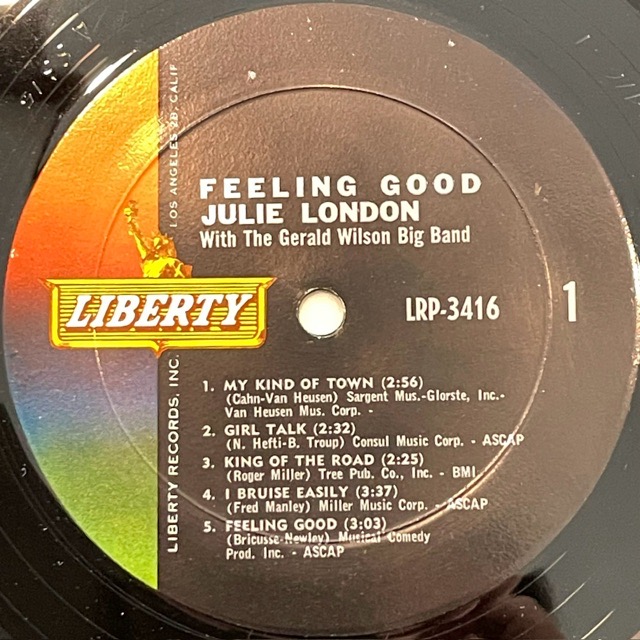 FEELING GOOD
JULIE LONDON
With The Gerald Wilson Big Band
LIBERTY
LRP-3416
1
1. MY KIND OF TOWN (2:56)
(Cahn-Van Heusen) Sargent Mus.-Glorste, Inc.-
Van Heusen Mus. Corp. -
2. GIRL TALK (2:32)
(N. Hefti-B. Troup) Consul Music Corp. - ASCAP
3. KING OF THE ROAD (2:25)
(Roger Miller) Tree Pub. Co., Inc. - BMI
4. I BRUISE EASILY (3:37)
(Fred Manley) Miller Music Corp. - ASCAP
5. FEELING GOOD (3:03)
(Bricusse-Newley) Musical Comedy
Prod. Inc. - ASCAP
LIBERTY RECORDS, INC.
LOS ANGELES 28, CALIF.